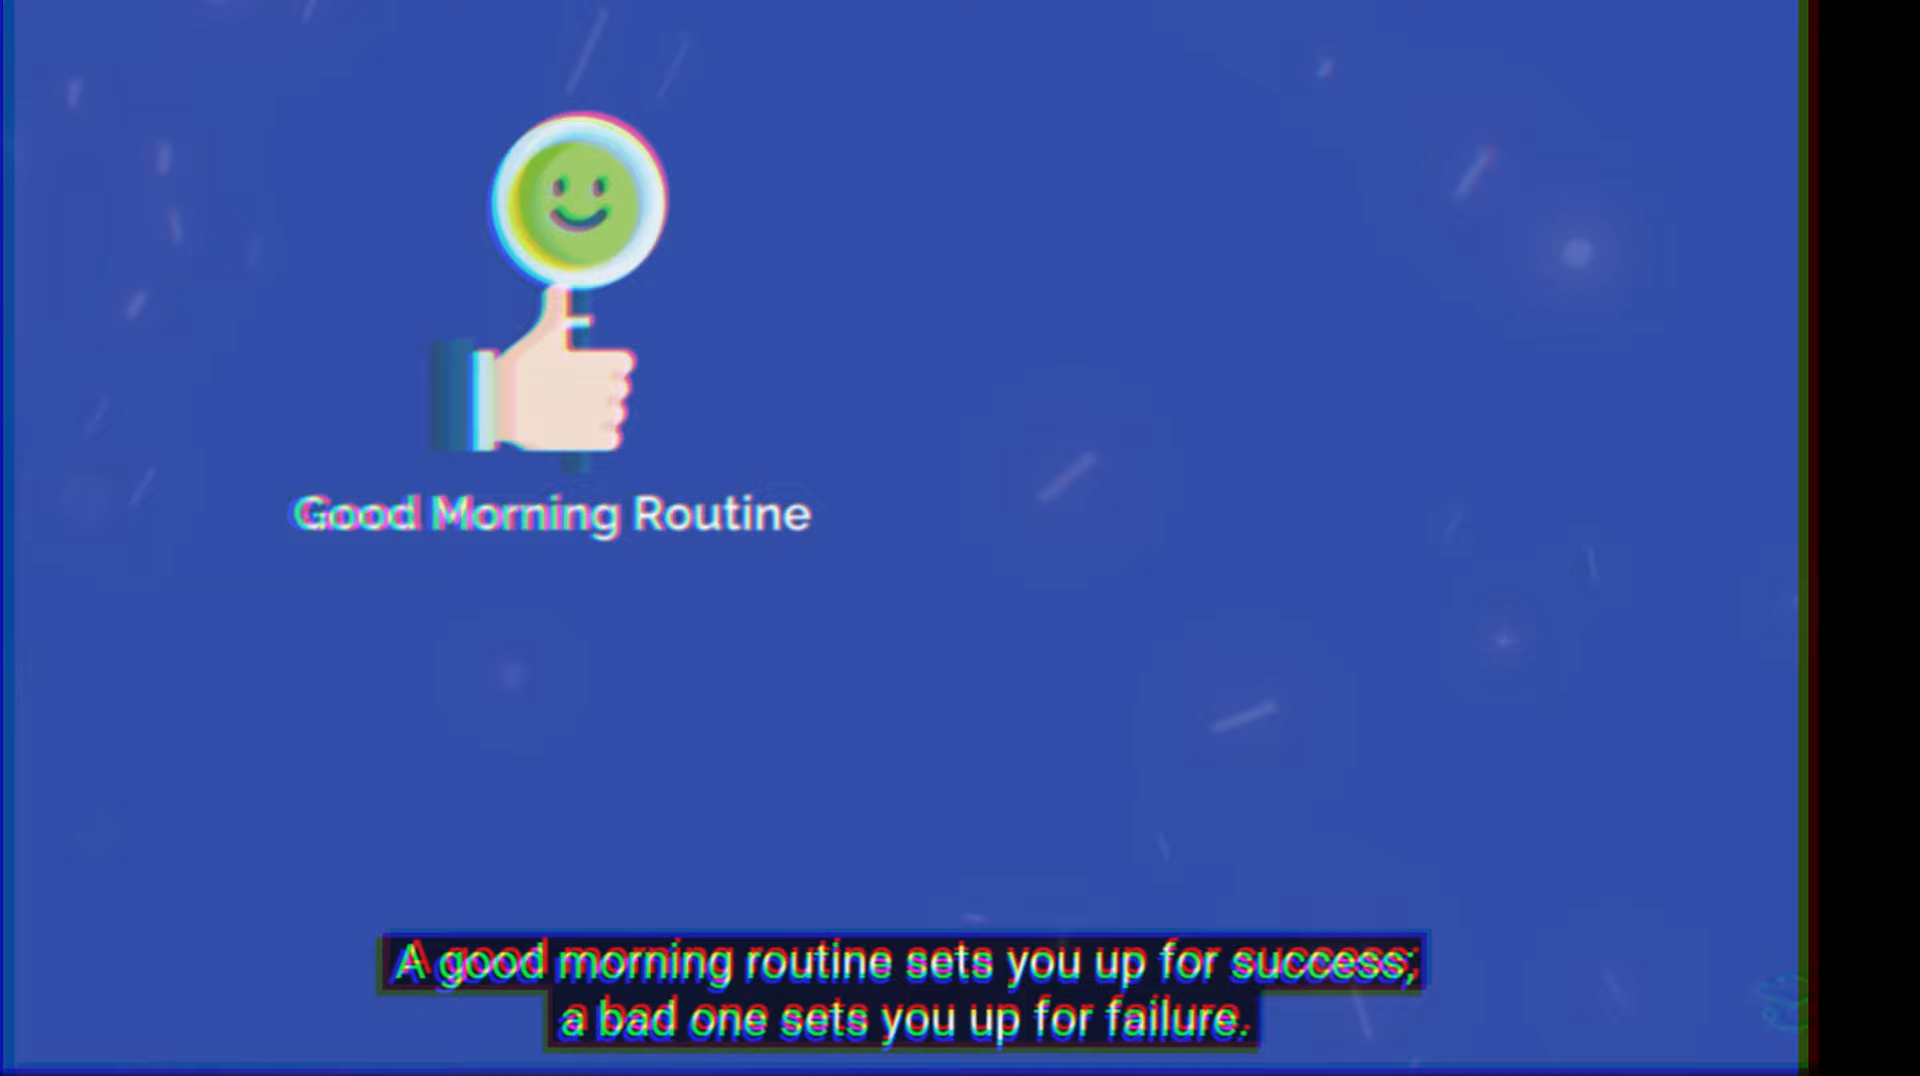 Good Morning Routine
A good morning routine sets you up for success;
a bad one sets you up for failure.